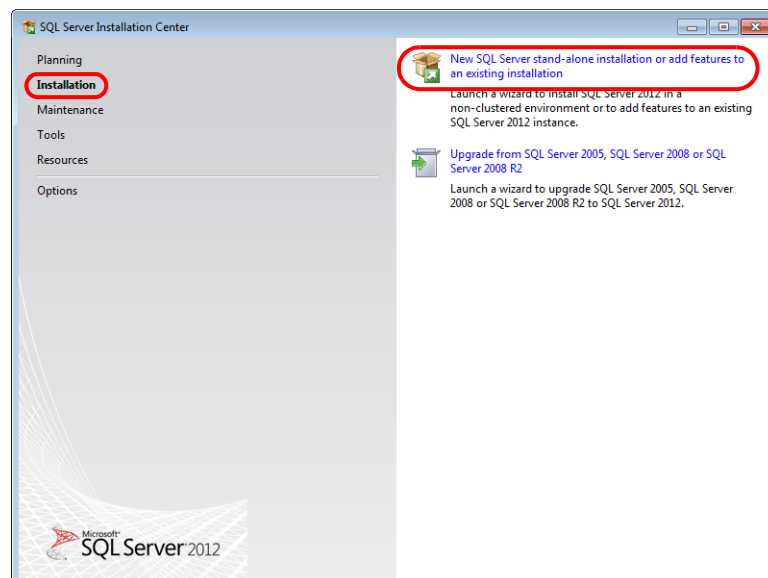 SQL Server Installation Center
Planning
Installation
Maintenance
Tools
Resources
Options
New SQL Server stand-alone installation or add features to
an existing installation
Launch a wizard to install SQL Server 2012 in a
non-clustered environment or to add features to an existing
SQL Server 2012 instance.
Upgrade from SQL Server 2005, SQL Server 2008 or SQL
Server 2008 R2
Launch a wizard to upgrade SQL Server 2005, SQL Server
2008 or SQL Server 2008 R2 to SQL Server 2012.
Microsoft®
SQL Server® 2012